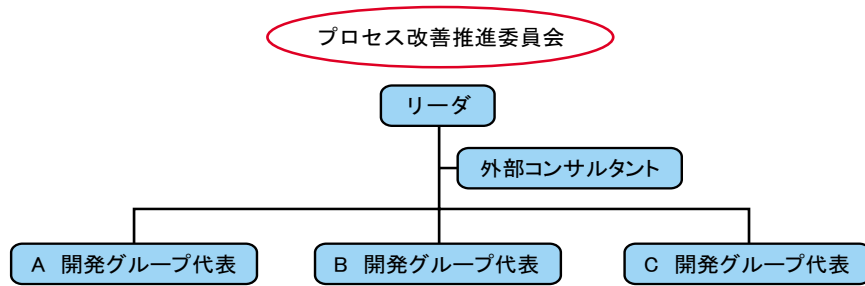 プロセス改善推進委員会
リーダ
外部コンサルタント
A 開発グループ代表
B 開発グループ代表
C 開発グループ代表